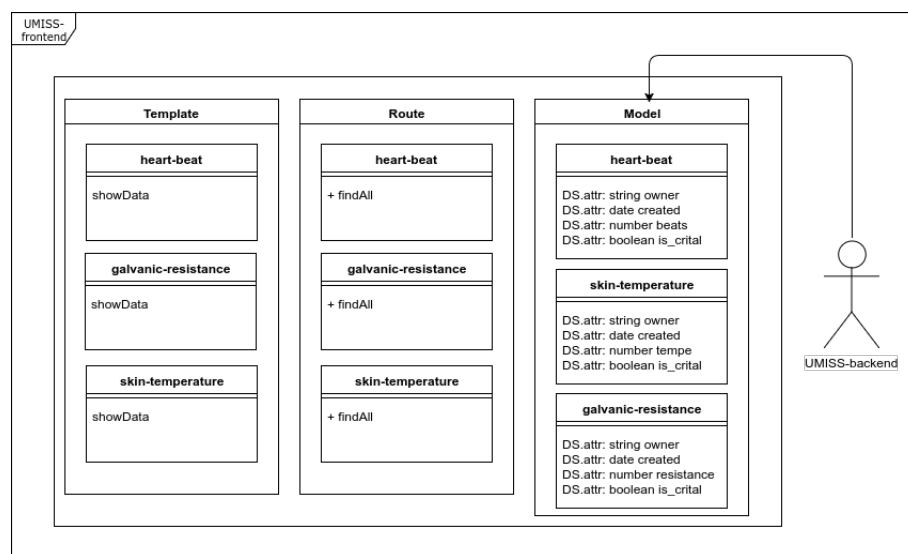 UMISS-
frontend
Template
heart-beat
showData
galvanic-resistance
showData
skin-temperature
showData
Route
heart-beat
+ findAll
galvanic-resistance
+ findAll
skin-temperature
+ findAll
Model
heart-beat
DS.attr: string owner
DS.attr: date created
DS.attr: number beats
DS.attr: boolean is_crital
skin-temperature
DS.attr: string owner
DS.attr: date created
DS.attr: number tempe
DS.attr: boolean is_crital
galvanic-resistance
DS.attr: string owner
DS.attr: date created
DS.attr: number resistance
DS.attr: boolean is_crital
UMISS-backend